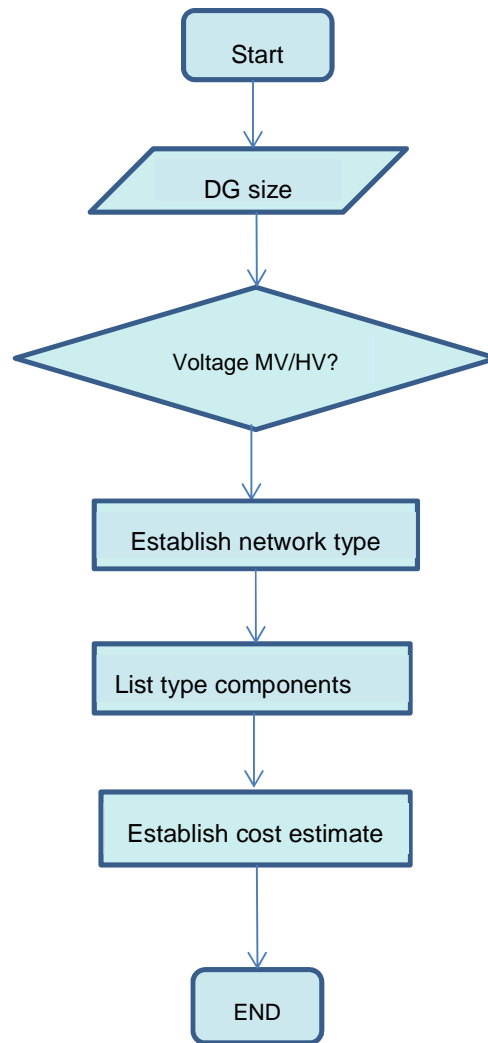 Start
DG size
Voltage MV/HV?
Establish network type
List type components
Establish cost estimate
END